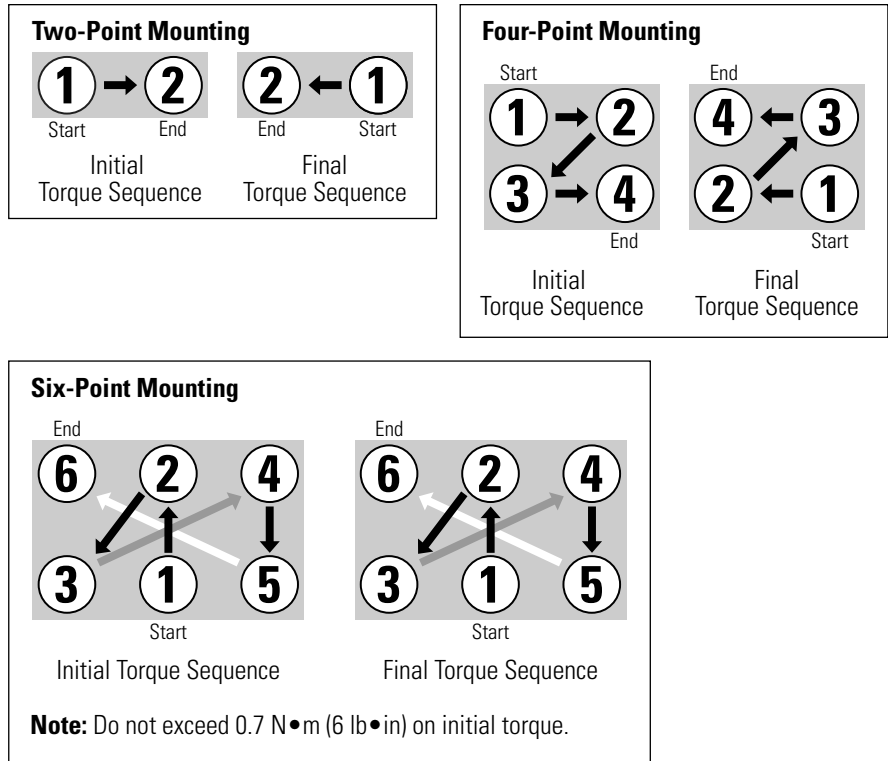 Two-Point Mounting
1 2
Start End
Initial
Torque Sequence
2 1
End Start
Final
Torque Sequence
Four-Point Mounting
Start
1 2
3 4
End
Initial
Torque Sequence
End
4 3
2 1
Start
Final
Torque Sequence
Six-Point Mounting
End
6 2 4
3 1 5
Start
Initial Torque Sequence
End
6 2 4
3 1 5
Start
Final Torque Sequence
Note: Do not exceed 0.7 N•m (6 lb•in) on initial torque.